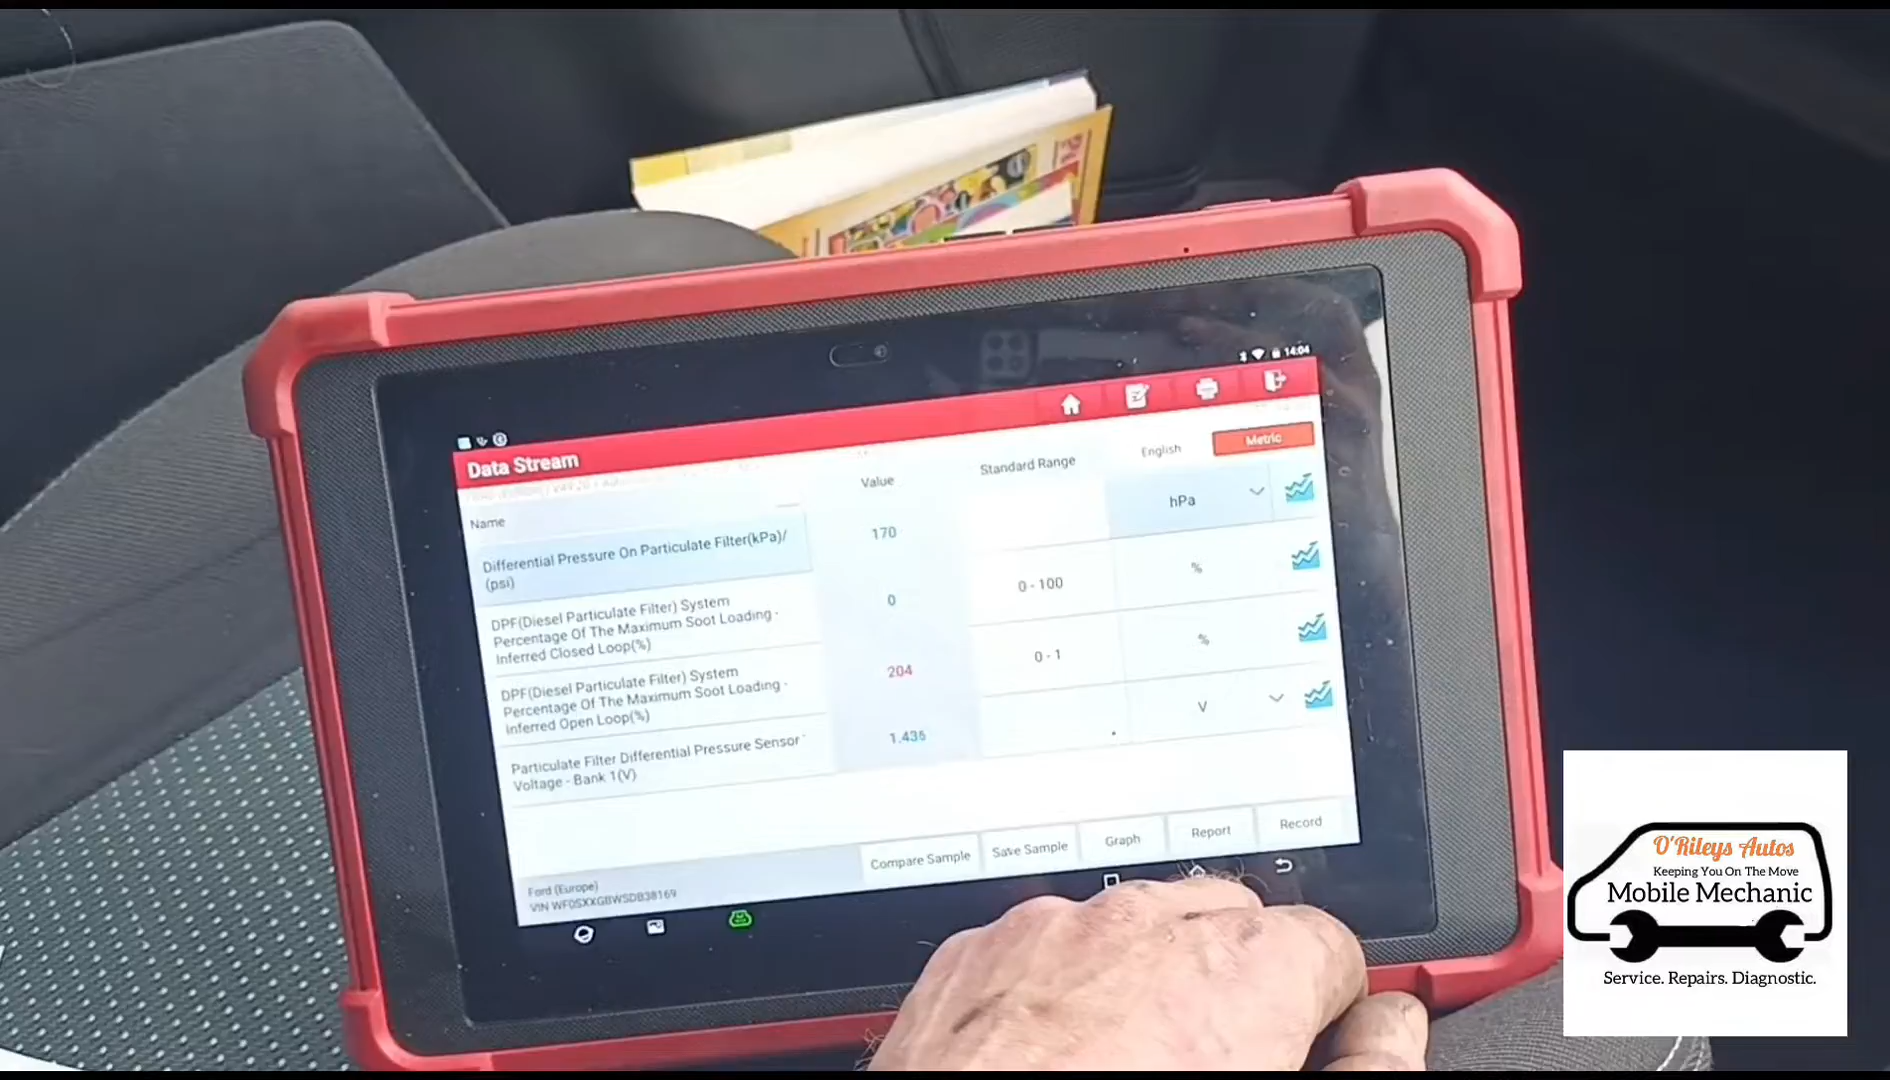 14:04
Data Stream
English
Metric
Name
Value
Standard Range
Differential Pressure On Particulate Filter(kPa)/
(psi)
170
hPa
DPF(Diesel Particulate Filter) System
Percentage Of The Maximum Soot Loading -
Inferred Closed Loop(%)
0
0 - 100
%
DPF(Diesel Particulate Filter) System
Percentage Of The Maximum Soot Loading -
Inferred Open Loop(%)
204
0 - 1
%
Particulate Filter Differential Pressure Sensor
Voltage - Bank 1(V)
1.435
V
Compare Sample
Save Sample
Graph
Report
Record
Ford (Europe)
VIN WF0SXXGBWSDB38169
O'Rileys Autos
Keeping You On The Move
Mobile Mechanic
Service. Repairs. Diagnostic.